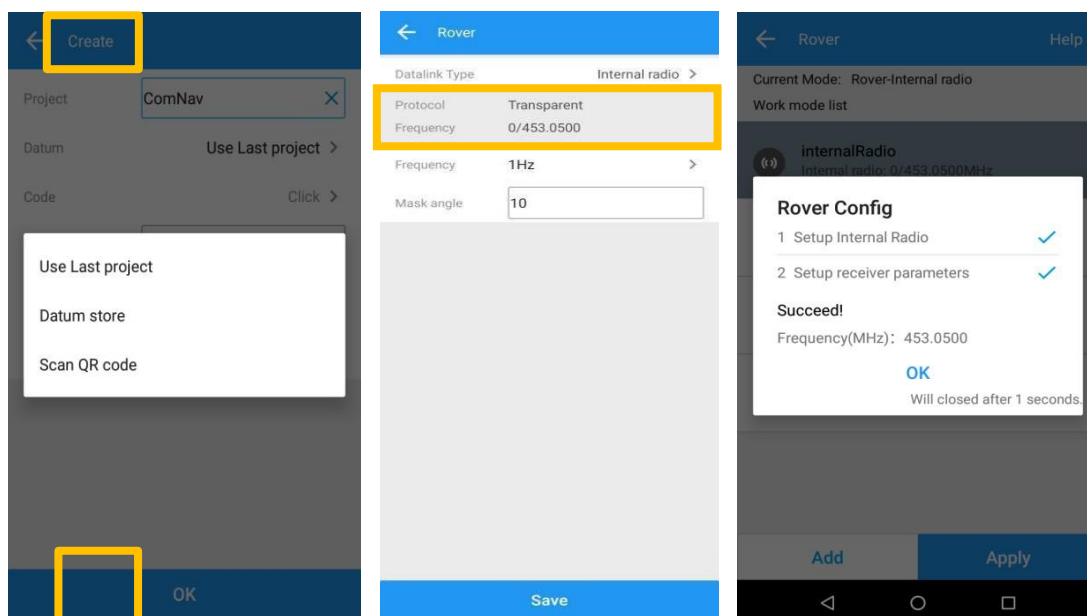 Create
Project ComNav
Datum Use Last project >
Code Click >
Use Last project
Datum store
Scan QR code
OK
Rover
Datalink Type Internal radio >
Protocol Transparent
Frequency 0/453.0500
Frequency 1Hz >
Mask angle 10
Save
Rover Help
Current Mode: Rover-Internal radio
Work mode list
internalRadio
Internal radio: 0/453.0500MHz
Rover Config
1 Setup Internal Radio
2 Setup receiver parameters
Succeed!
Frequency(MHz): 453.0500
OK
Will closed after 1 seconds.
Add Apply